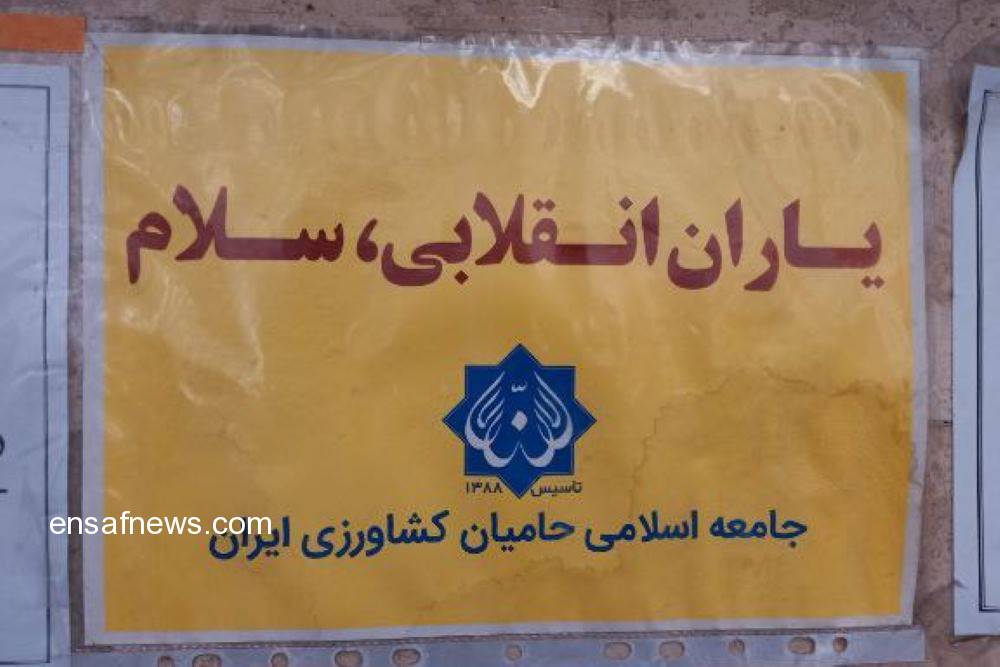 یاران انقلابی، سلام
تاسیس ۱۳۸۸
جامعه اسلامی حامیان کشاورزی ایران
ensafnews.com